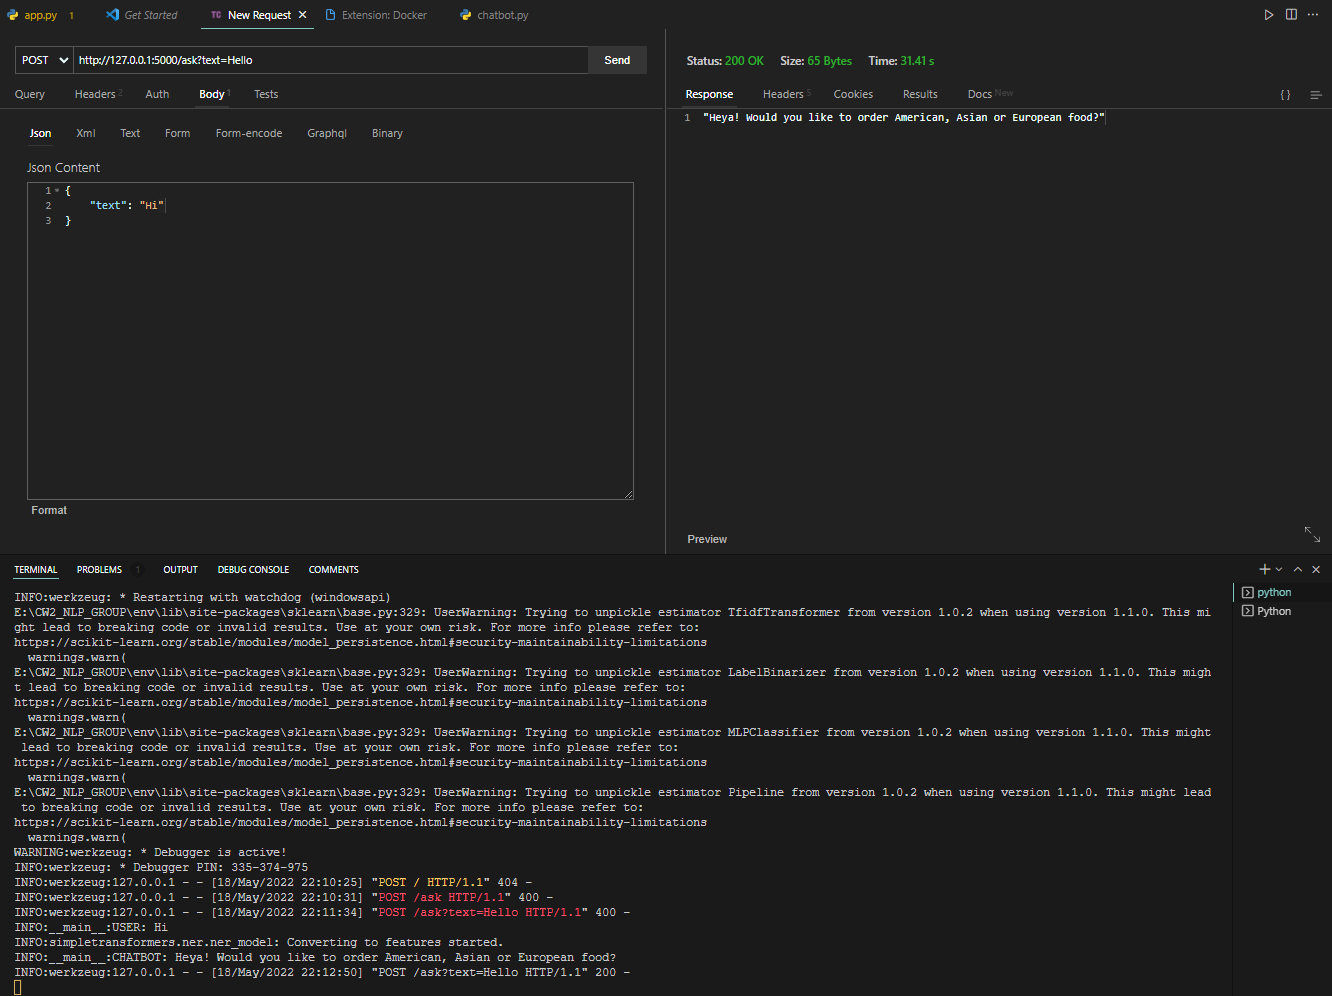 app.py 1 Get Started TC New Request Extension: Docker chatbot.py
POST http://127.0.0.1:5000/ask?text=Hello Send
Query Headers 2 Auth Body 1 Tests
Json Xml Text Form Form-encode Graphql Binary
Json Content
1 {
2 "text": "Hi"
3 }
Format
Status: 200 OK Size: 65 Bytes Time: 31.41 s
Response Headers 5 Cookies Results Docs New { }
1 "Heya! Would you like to order American, Asian or European food?"
Preview
TERMINAL PROBLEMS 1 OUTPUT DEBUG CONSOLE COMMENTS
python
Python
INFO:werkzeug: * Restarting with watchdog (windowsapi)
E:\CW2_NLP_GROUP\env\lib\site-packages\sklearn\base.py:329: UserWarning: Trying to unpickle estimator TfidfTransformer from version 1.0.2 when using version 1.1.0. This mi
ght lead to breaking code or invalid results. Use at your own risk. For more info please refer to:
https://scikit-learn.org/stable/modules/model_persistence.html#security-maintainability-limitations
warnings.warn(
E:\CW2_NLP_GROUP\env\lib\site-packages\sklearn\base.py:329: UserWarning: Trying to unpickle estimator LabelBinarizer from version 1.0.2 when using version 1.1.0. This migh
t lead to breaking code or invalid results. Use at your own risk. For more info please refer to:
https://scikit-learn.org/stable/modules/model_persistence.html#security-maintainability-limitations
warnings.warn(
E:\CW2_NLP_GROUP\env\lib\site-packages\sklearn\base.py:329: UserWarning: Trying to unpickle estimator MLPClassifier from version 1.0.2 when using version 1.1.0. This might
lead to breaking code or invalid results. Use at your own risk. For more info please refer to:
https://scikit-learn.org/stable/modules/model_persistence.html#security-maintainability-limitations
warnings.warn(
E:\CW2_NLP_GROUP\env\lib\site-packages\sklearn\base.py:329: UserWarning: Trying to unpickle estimator Pipeline from version 1.0.2 when using version 1.1.0. This might lead
to breaking code or invalid results. Use at your own risk. For more info please refer to:
https://scikit-learn.org/stable/modules/model_persistence.html#security-maintainability-limitations
warnings.warn(
WARNING:werkzeug: * Debugger is active!
INFO:werkzeug: * Debugger PIN: 335-374-975
INFO:werkzeug:127.0.0.1 - - [18/May/2022 22:10:25] "POST / HTTP/1.1" 404 -
INFO:werkzeug:127.0.0.1 - - [18/May/2022 22:10:31] "POST /ask HTTP/1.1" 400 -
INFO:werkzeug:127.0.0.1 - - [18/May/2022 22:11:34] "POST /ask?text=Hello HTTP/1.1" 400 -
INFO:__main__:USER: Hi
INFO:simpletransformers.ner.ner_model: Converting to features started.
INFO:__main__:CHATBOT: Heya! Would you like to order American, Asian or European food?
INFO:werkzeug:127.0.0.1 - - [18/May/2022 22:12:50] "POST /ask?text=Hello HTTP/1.1" 200 -